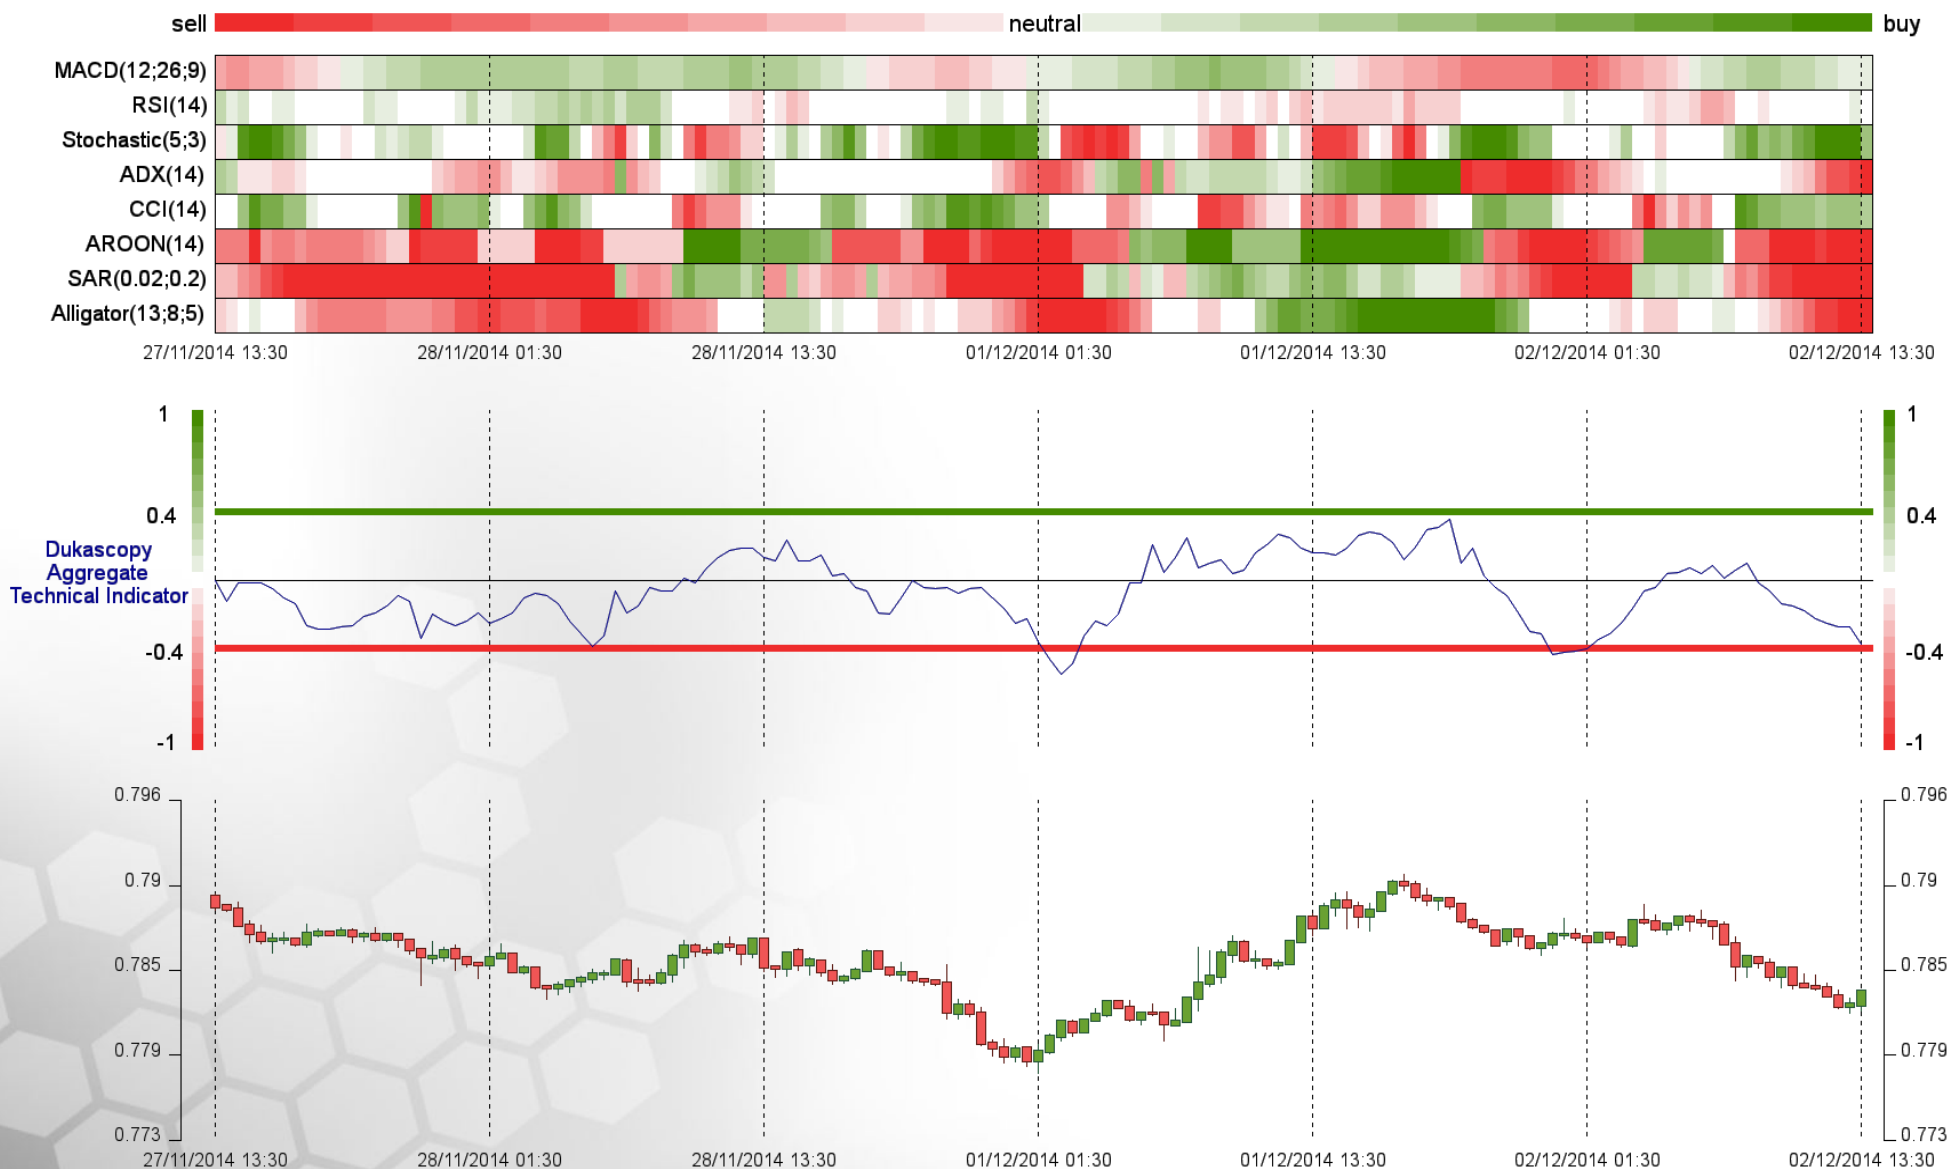 sell neutral buy
MACD(12;26;9)
RSI(14)
Stochastic(5;3)
ADX(14)
CCI(14)
AROON(14)
SAR(0.02;0.2)
Alligator(13;8;5)
27/11/2014 13:30 28/11/2014 01:30 28/11/2014 13:30 01/12/2014 01:30 01/12/2014 13:30 02/12/2014 01:30 02/12/2014 13:30
1 1
0.4 0.4
Dukascopy
Aggregate
Technical Indicator
-0.4 -0.4
-1 -1
0.796 0.796
0.79 0.79
0.785 0.785
0.779 0.779
0.773 0.773
27/11/2014 13:30 28/11/2014 01:30 28/11/2014 13:30 01/12/2014 01:30 01/12/2014 13:30 02/12/2014 01:30 02/12/2014 13:30